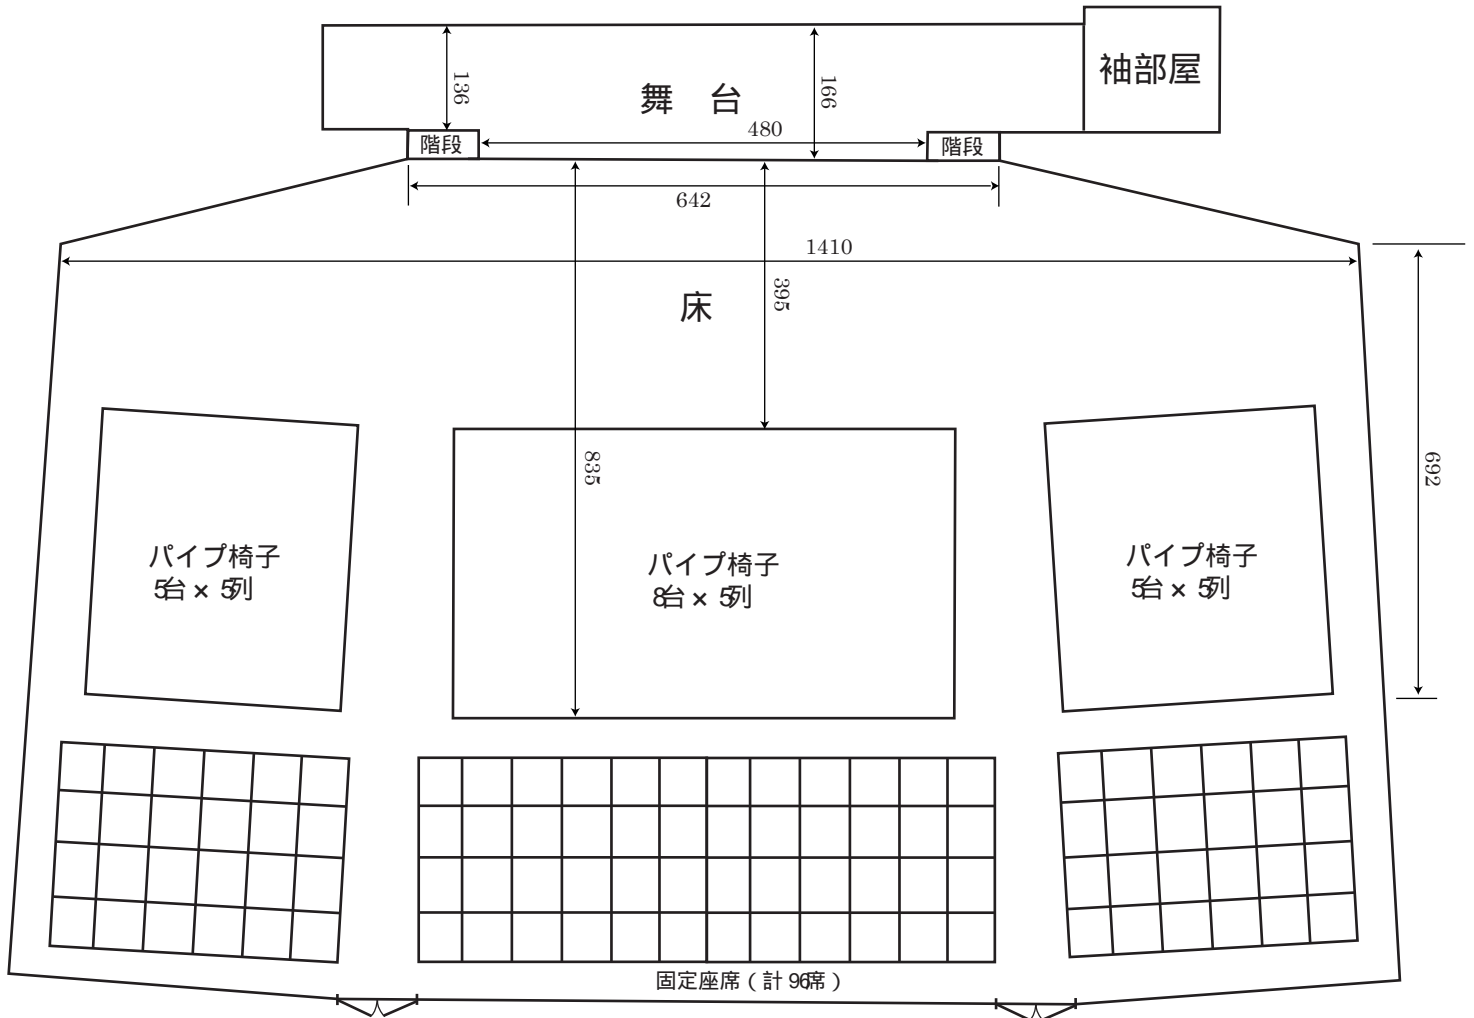 袖部屋
136
舞 台
166
480
階段
階段
642
1410
395
床
835
692
パイプ椅子
5台×5列
パイプ椅子
8台×5列
パイプ椅子
5台×5列
固定座席(計96席)